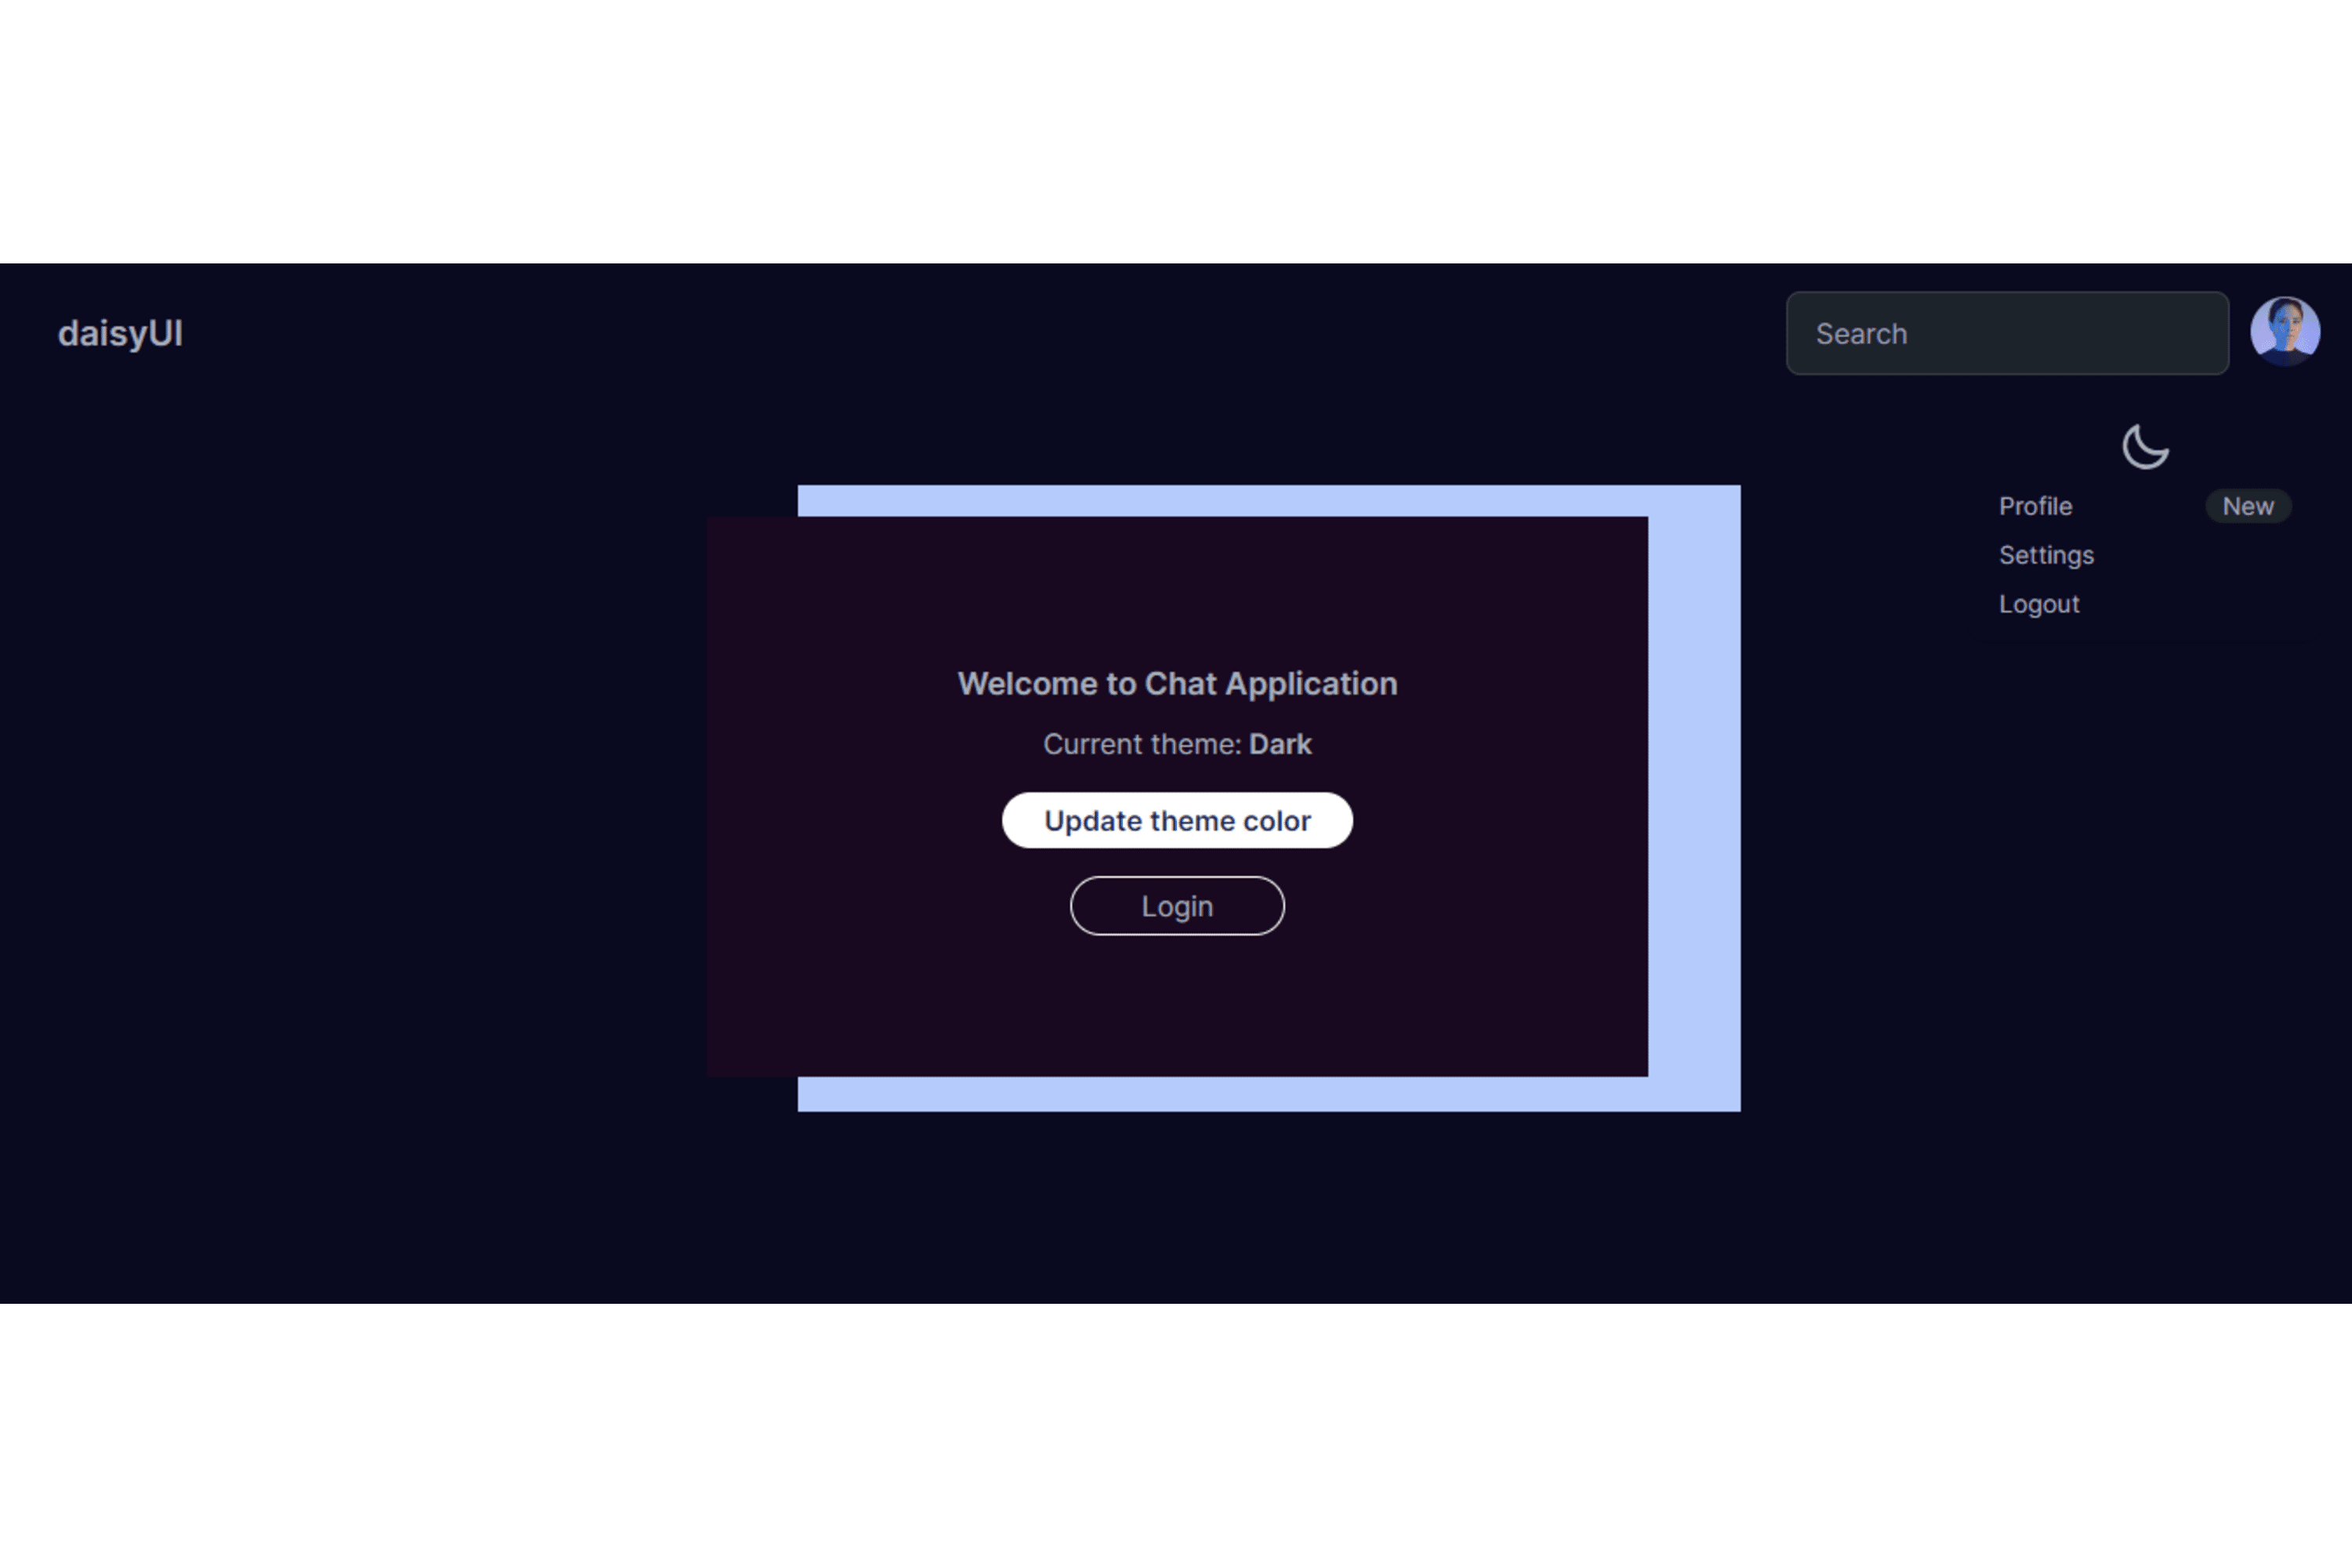 daisyUI
Search
Profile New
Settings
Logout
Welcome to Chat Application
Current theme: Dark
Update theme color
Login